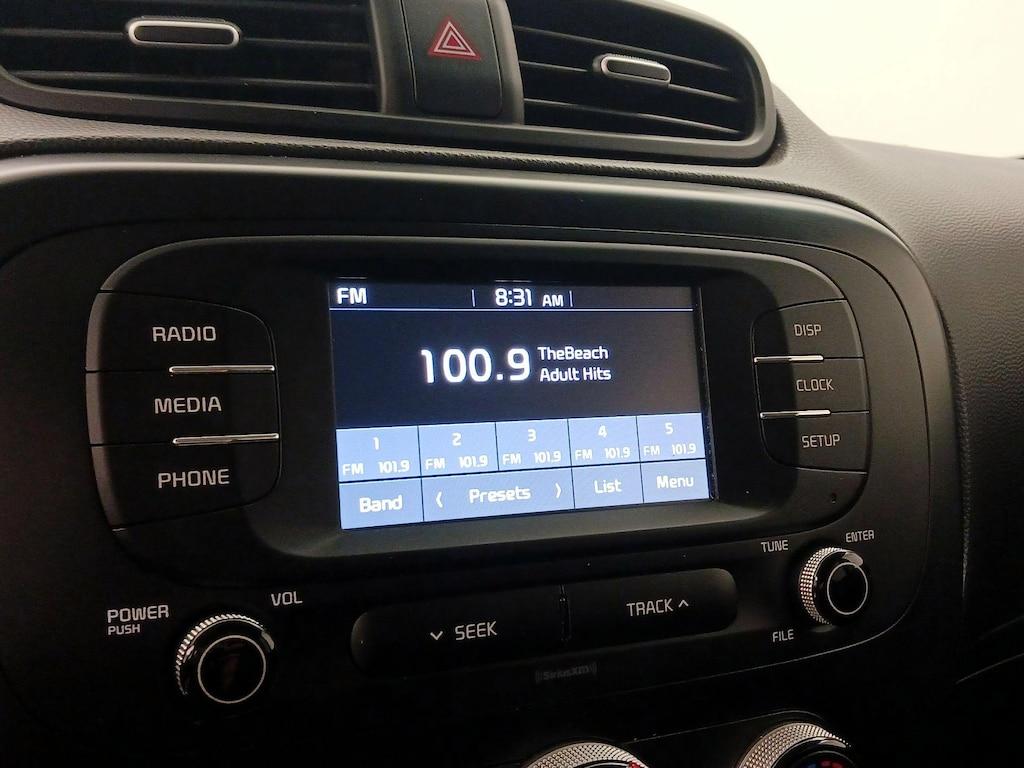 FM
8:31 AM
100.9
TheBeach
Adult Hits
1 2 3 4 5
FM 101.9 FM 101.9 FM 101.9 FM 101.9 FM 101.9
Band
Presets
List
Menu
RADIO
MEDIA
PHONE
DISP
CLOCK
SETUP
POWER
PUSH
VOL
SEEK
TRACK
TUNE
ENTER
FILE
SiriusXM